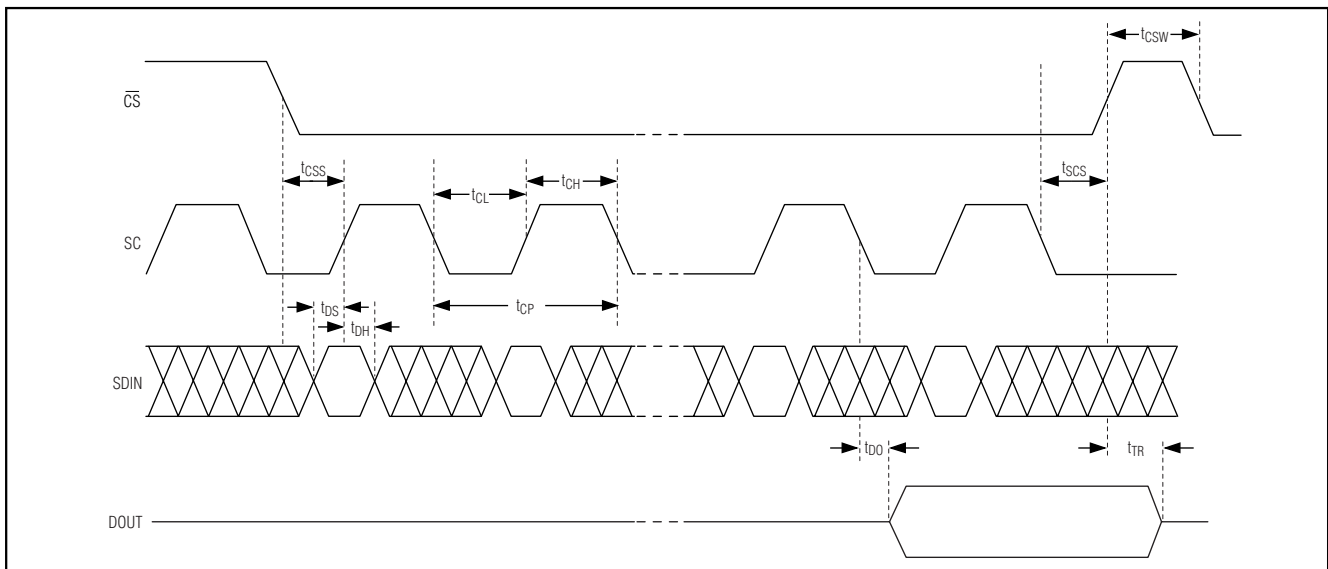 tCSW
CS
tCSS
tCL
tCH
tSCS
SC
tDS
tDH
tCP
SDIN
tDO
tTR
DOUT